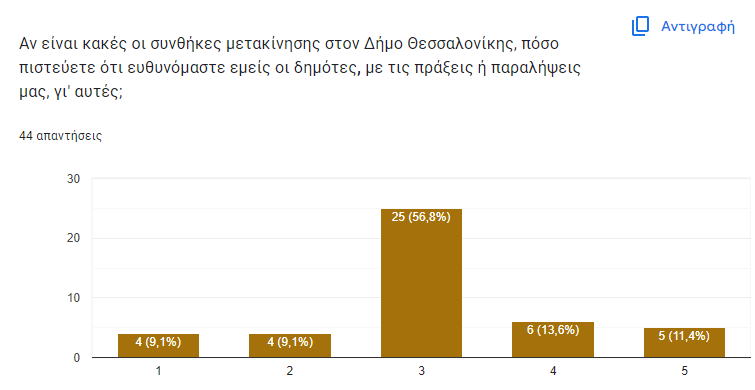 Αντιγραφή
Αν είναι κακές οι συνθήκες μετακίνησης στον Δήμο Θεσσαλονίκης, πόσο
πιστεύετε ότι ευθυνόμαστε εμείς οι δημότες, με τις πράξεις ή παραλήψεις
μας, γι' αυτές;
44 απαντήσεις
30
20
10
0
4 (9,1%)
4 (9,1%)
25 (56,8%)
6 (13,6%)
5 (11,4%)
1 2 3 4 5